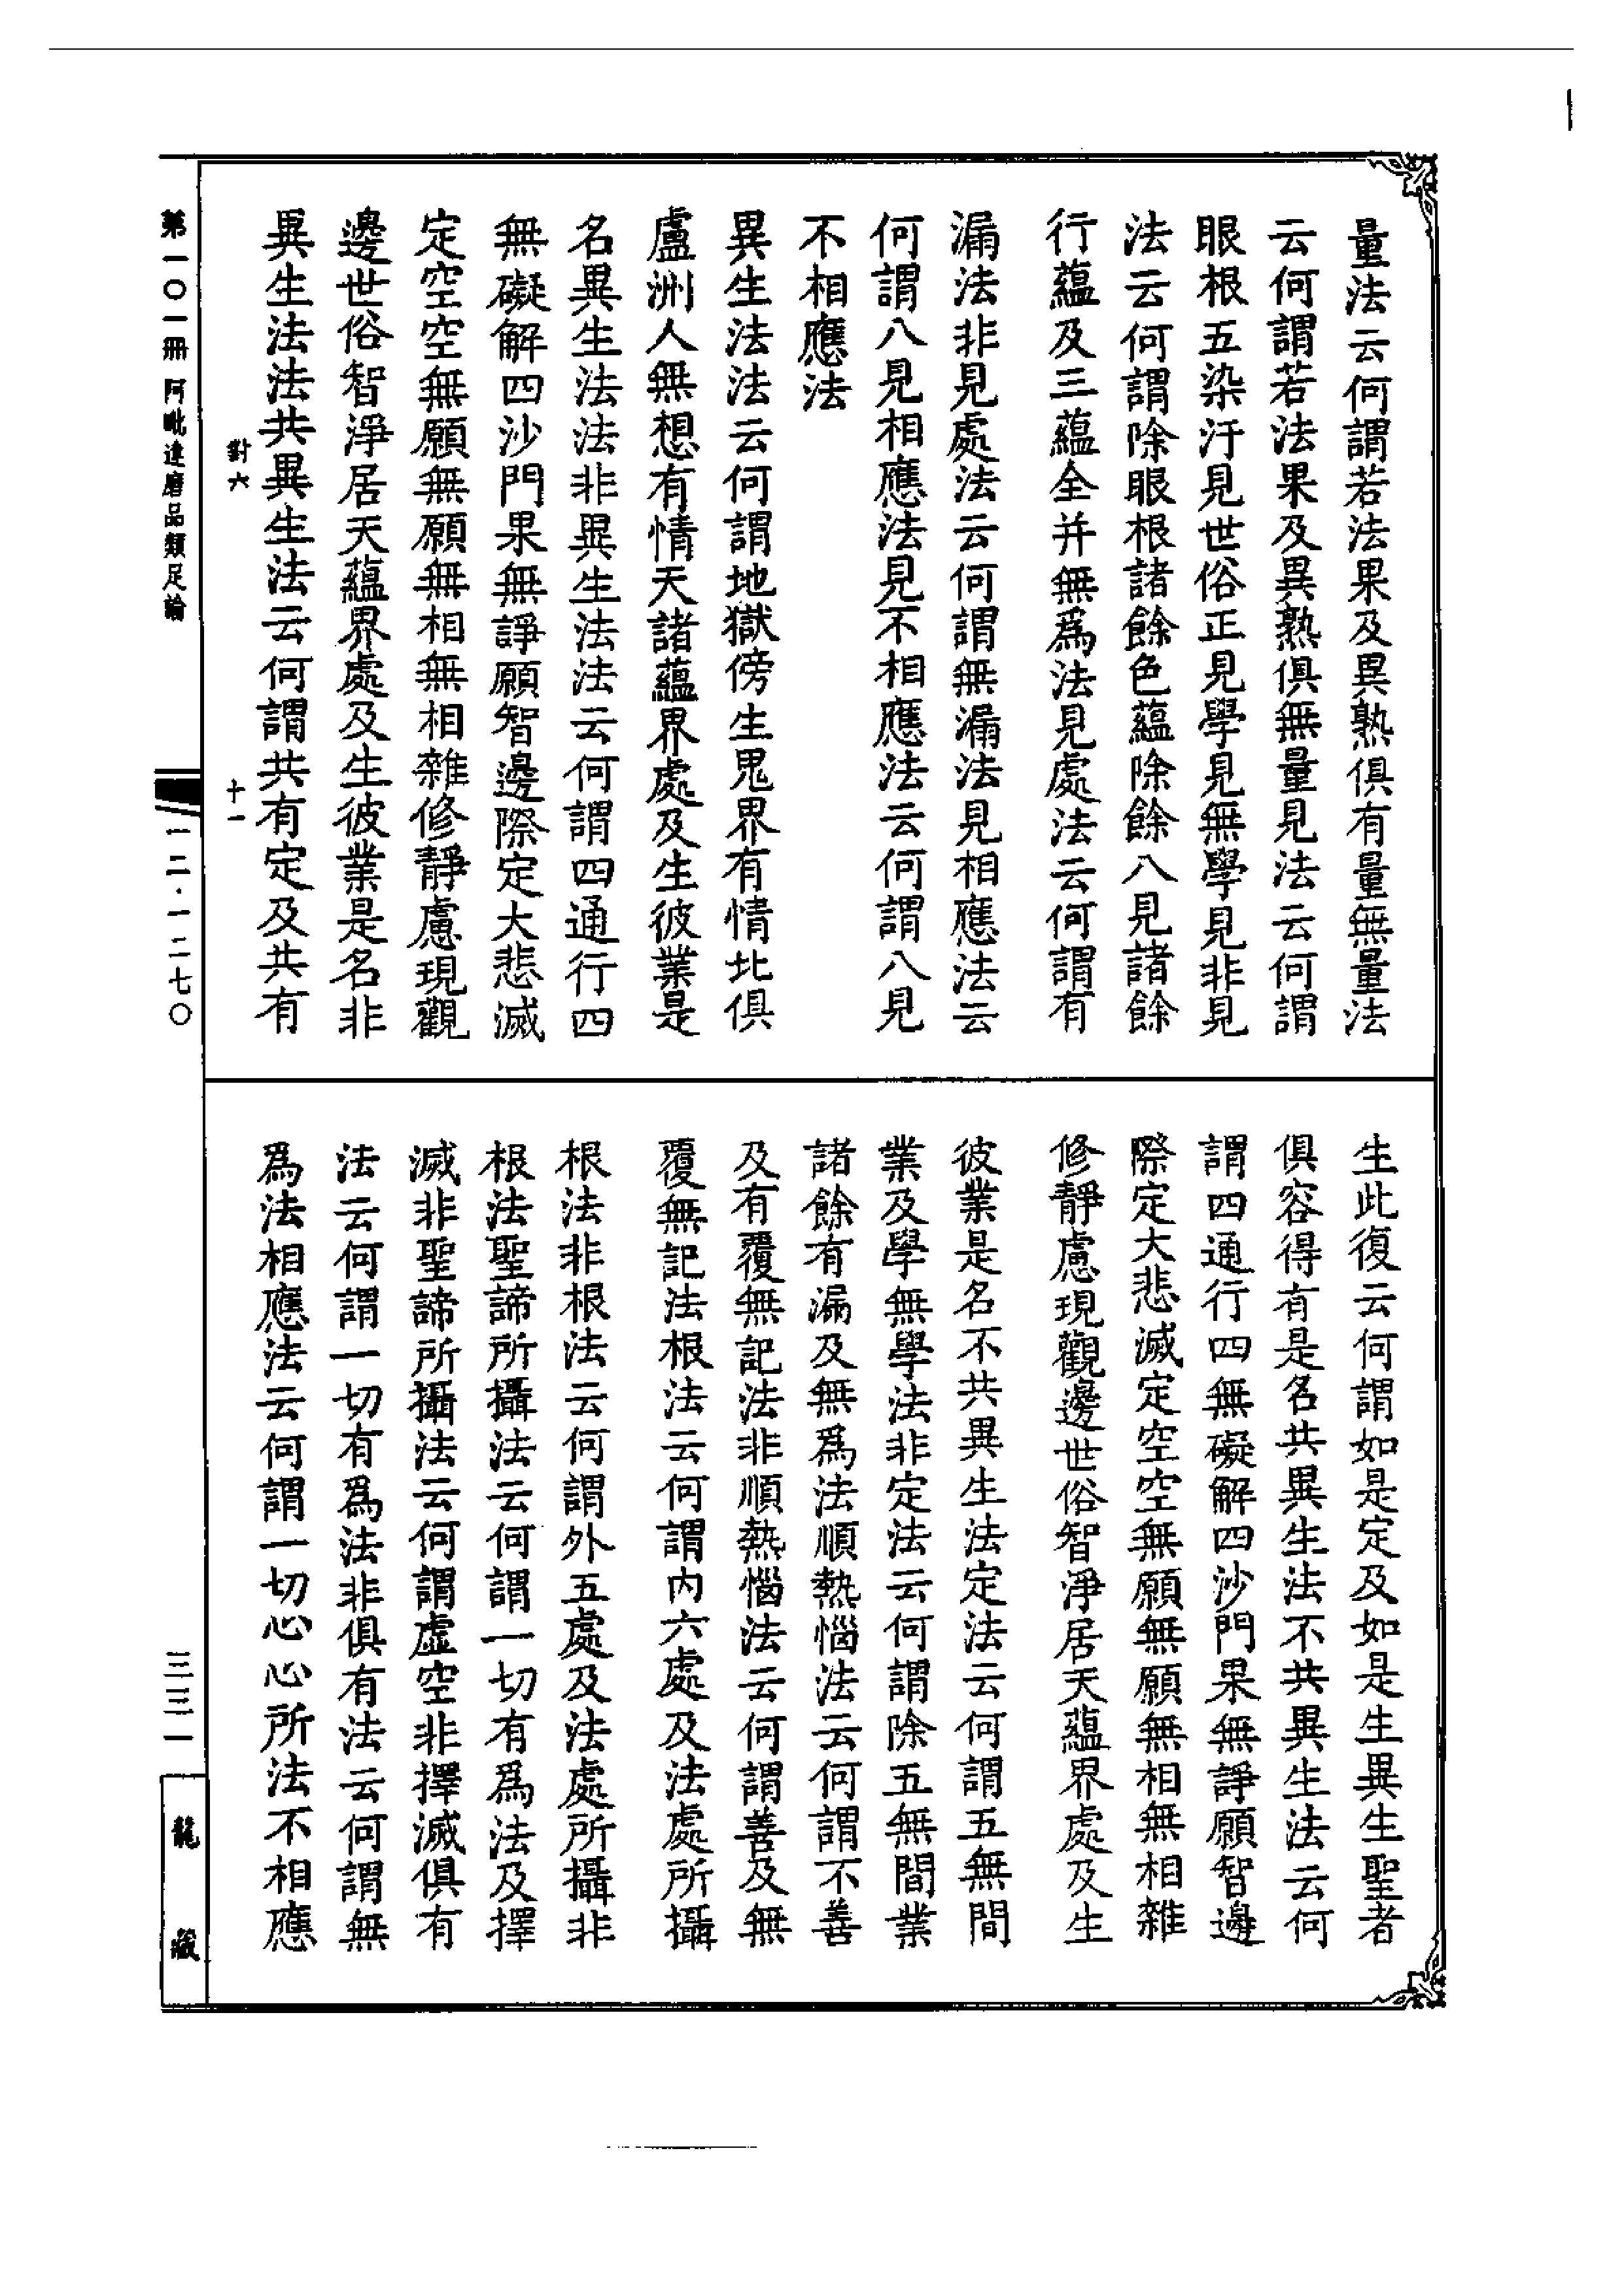 量法云何謂若法果及異熟俱有量無量法
云何謂若法果及異熟俱無量見法云何謂
眼根五染汙見世俗正見學見無學見非見
法云何謂除眼根諸餘色蘊除餘八見諸餘
行蘊及三蘊全并無爲法見處法云何謂有
漏法非見處法云何謂無漏法見相應法云
何謂八見相應法見不相應法云何謂八見
不相應法
異生法法云何謂地獄傍生鬼界有情北俱
盧洲人無想有情天諸蘊界處及生彼業是
名異生法法非異生法法云何謂四通行四
無礙解四沙門果無諍願智邊際定大悲滅
定空空無願無願無相無相雜修靜慮現觀
邊世俗智淨居天蘊界處及生彼業是名非
異生法法共異生法云何謂共有定及共有
對六 十一
生此復云何謂如是定及如是生異生聖者
俱容得有是名共異生法不共異生法云何
謂四通行四無礙解四沙門果無諍願智邊
際定大悲滅定空空無願無願無相無相雜
修靜慮現觀邊世俗智淨居天蘊界處及生
彼業是名不共異生法定法云何謂五無間
業及學無學法非定法云何謂除五無間業
諸餘有漏及無爲法順熱惱法云何謂不善
及有覆無記法非順熱惱法云何謂善及無
覆無記法根法云何謂內六處及法處所攝
根法非根法云何謂外五處及法處所攝非
根法聖諦所攝法云何謂一切有爲法及擇
滅非聖諦所攝法云何謂虛空非擇滅俱有
法云何謂一切有爲法非俱有法云何謂無
爲法相應法云何謂一切心心所法不相應
第一〇一冊 阿毗達磨品類足論
一二·一二七〇
三三一
龍藏